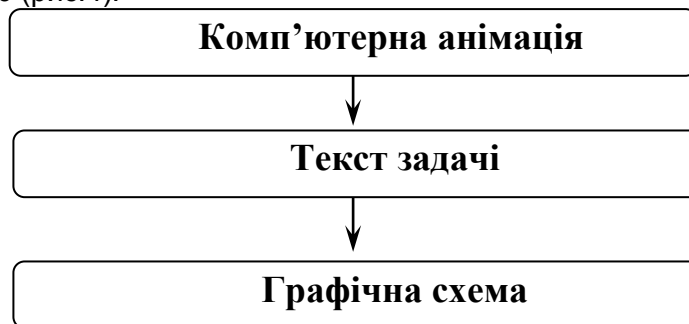 Комп’ютерна анімація
Текст задачі
Графічна схема